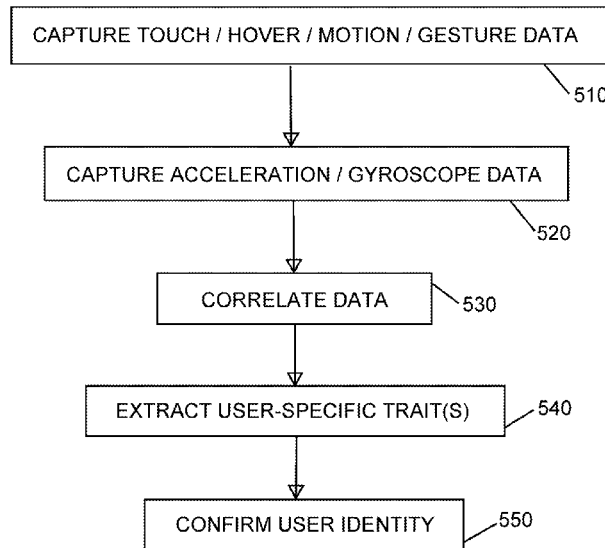 CAPTURE TOUCH / HOVER / MOTION / GESTURE DATA
510
CAPTURE ACCELERATION / GYROSCOPE DATA
520
CORRELATE DATA
530
EXTRACT USER-SPECIFIC TRAIT(S)
540
CONFIRM USER IDENTITY
550